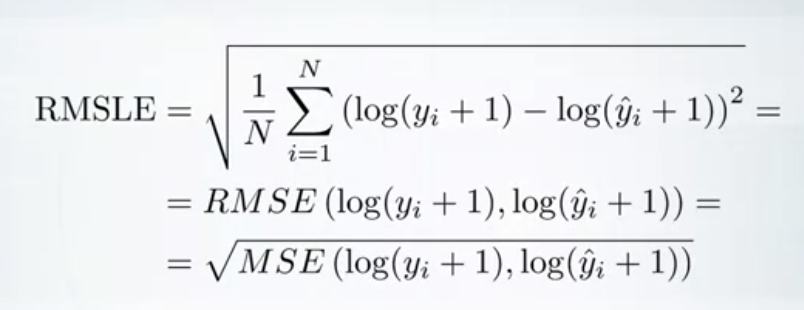 RMSLE = √( 1/N ∑_{i=1}^{N} (log(y_i + 1) − log(ŷ_i + 1))² ) =
= RMSE (log(y_i + 1), log(ŷ_i + 1)) =
= √( MSE (log(y_i + 1), log(ŷ_i + 1)) )